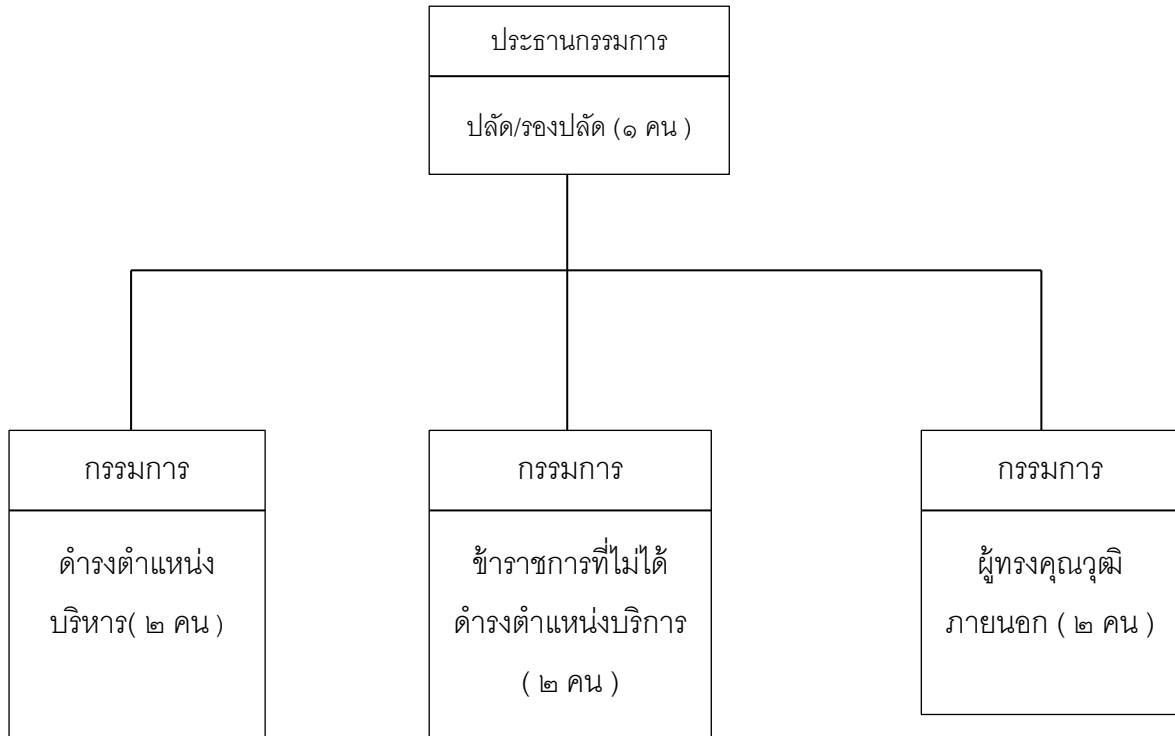 ประธานกรรมการ
ปลัด/รองปลัด (๑ คน )
กรรมการ
ดำรงตำแหน่ง
บริหาร( ๒ คน )
กรรมการ
ข้าราชการที่ไม่ได้
ดำรงตำแหน่งบริการ
( ๒ คน )
กรรมการ
ผู้ทรงคุณวุฒิ
ภายนอก ( ๒ คน )